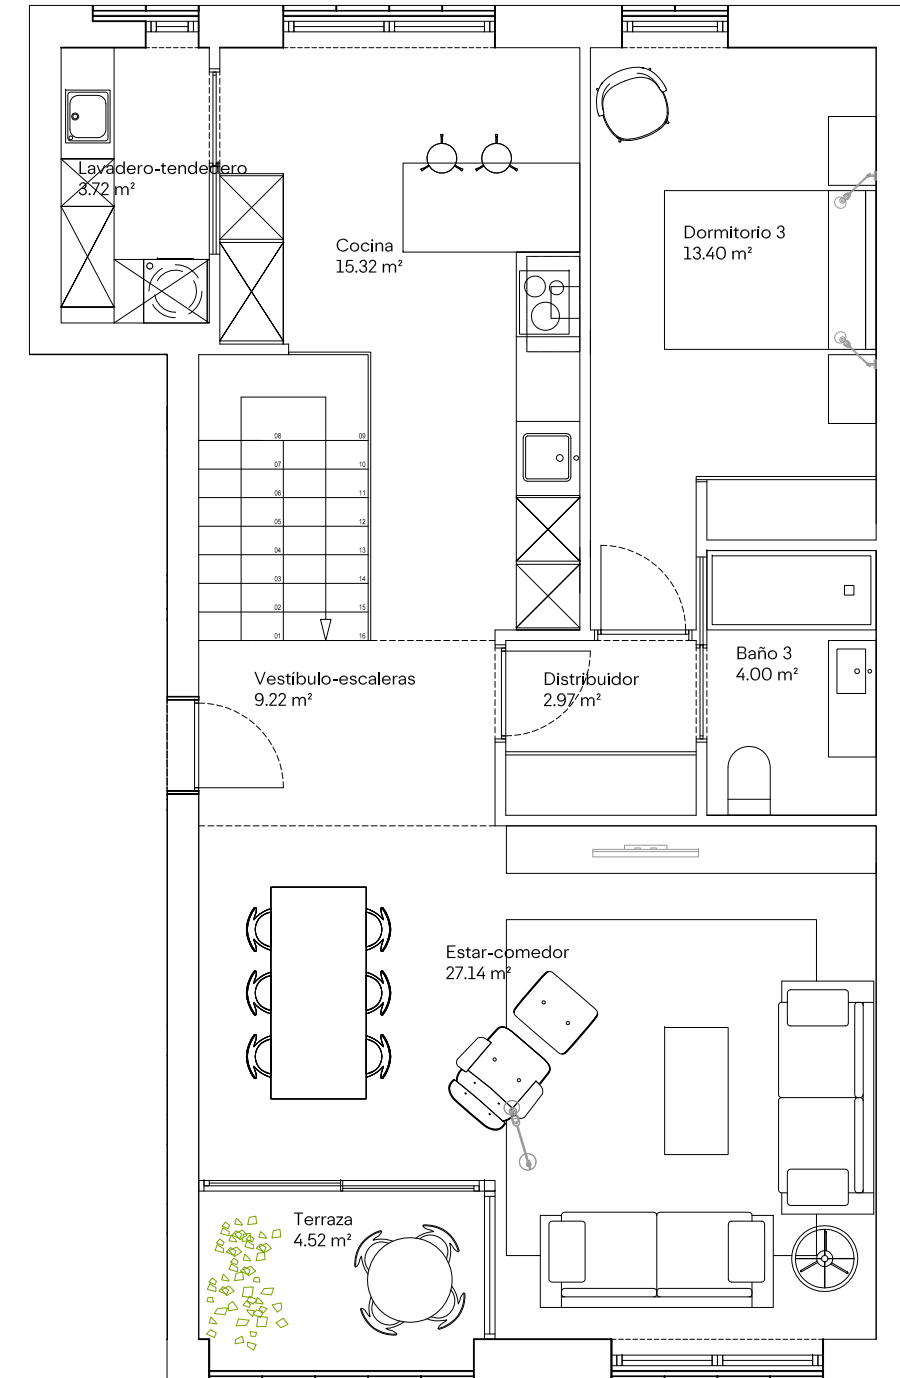 Lavadero-tendedero
3.72 m²
Cocina
15.32 m²
Dormitorio 3
13.40 m²
08 09
07 10
06 11
05 12
04 13
03 14
02 15
01 16
Vestíbulo-escaleras
9.22 m²
Distribuidor
2.97 m²
Baño 3
4.00 m²
Estar-comedor
27.14 m²
Terraza
4.52 m²